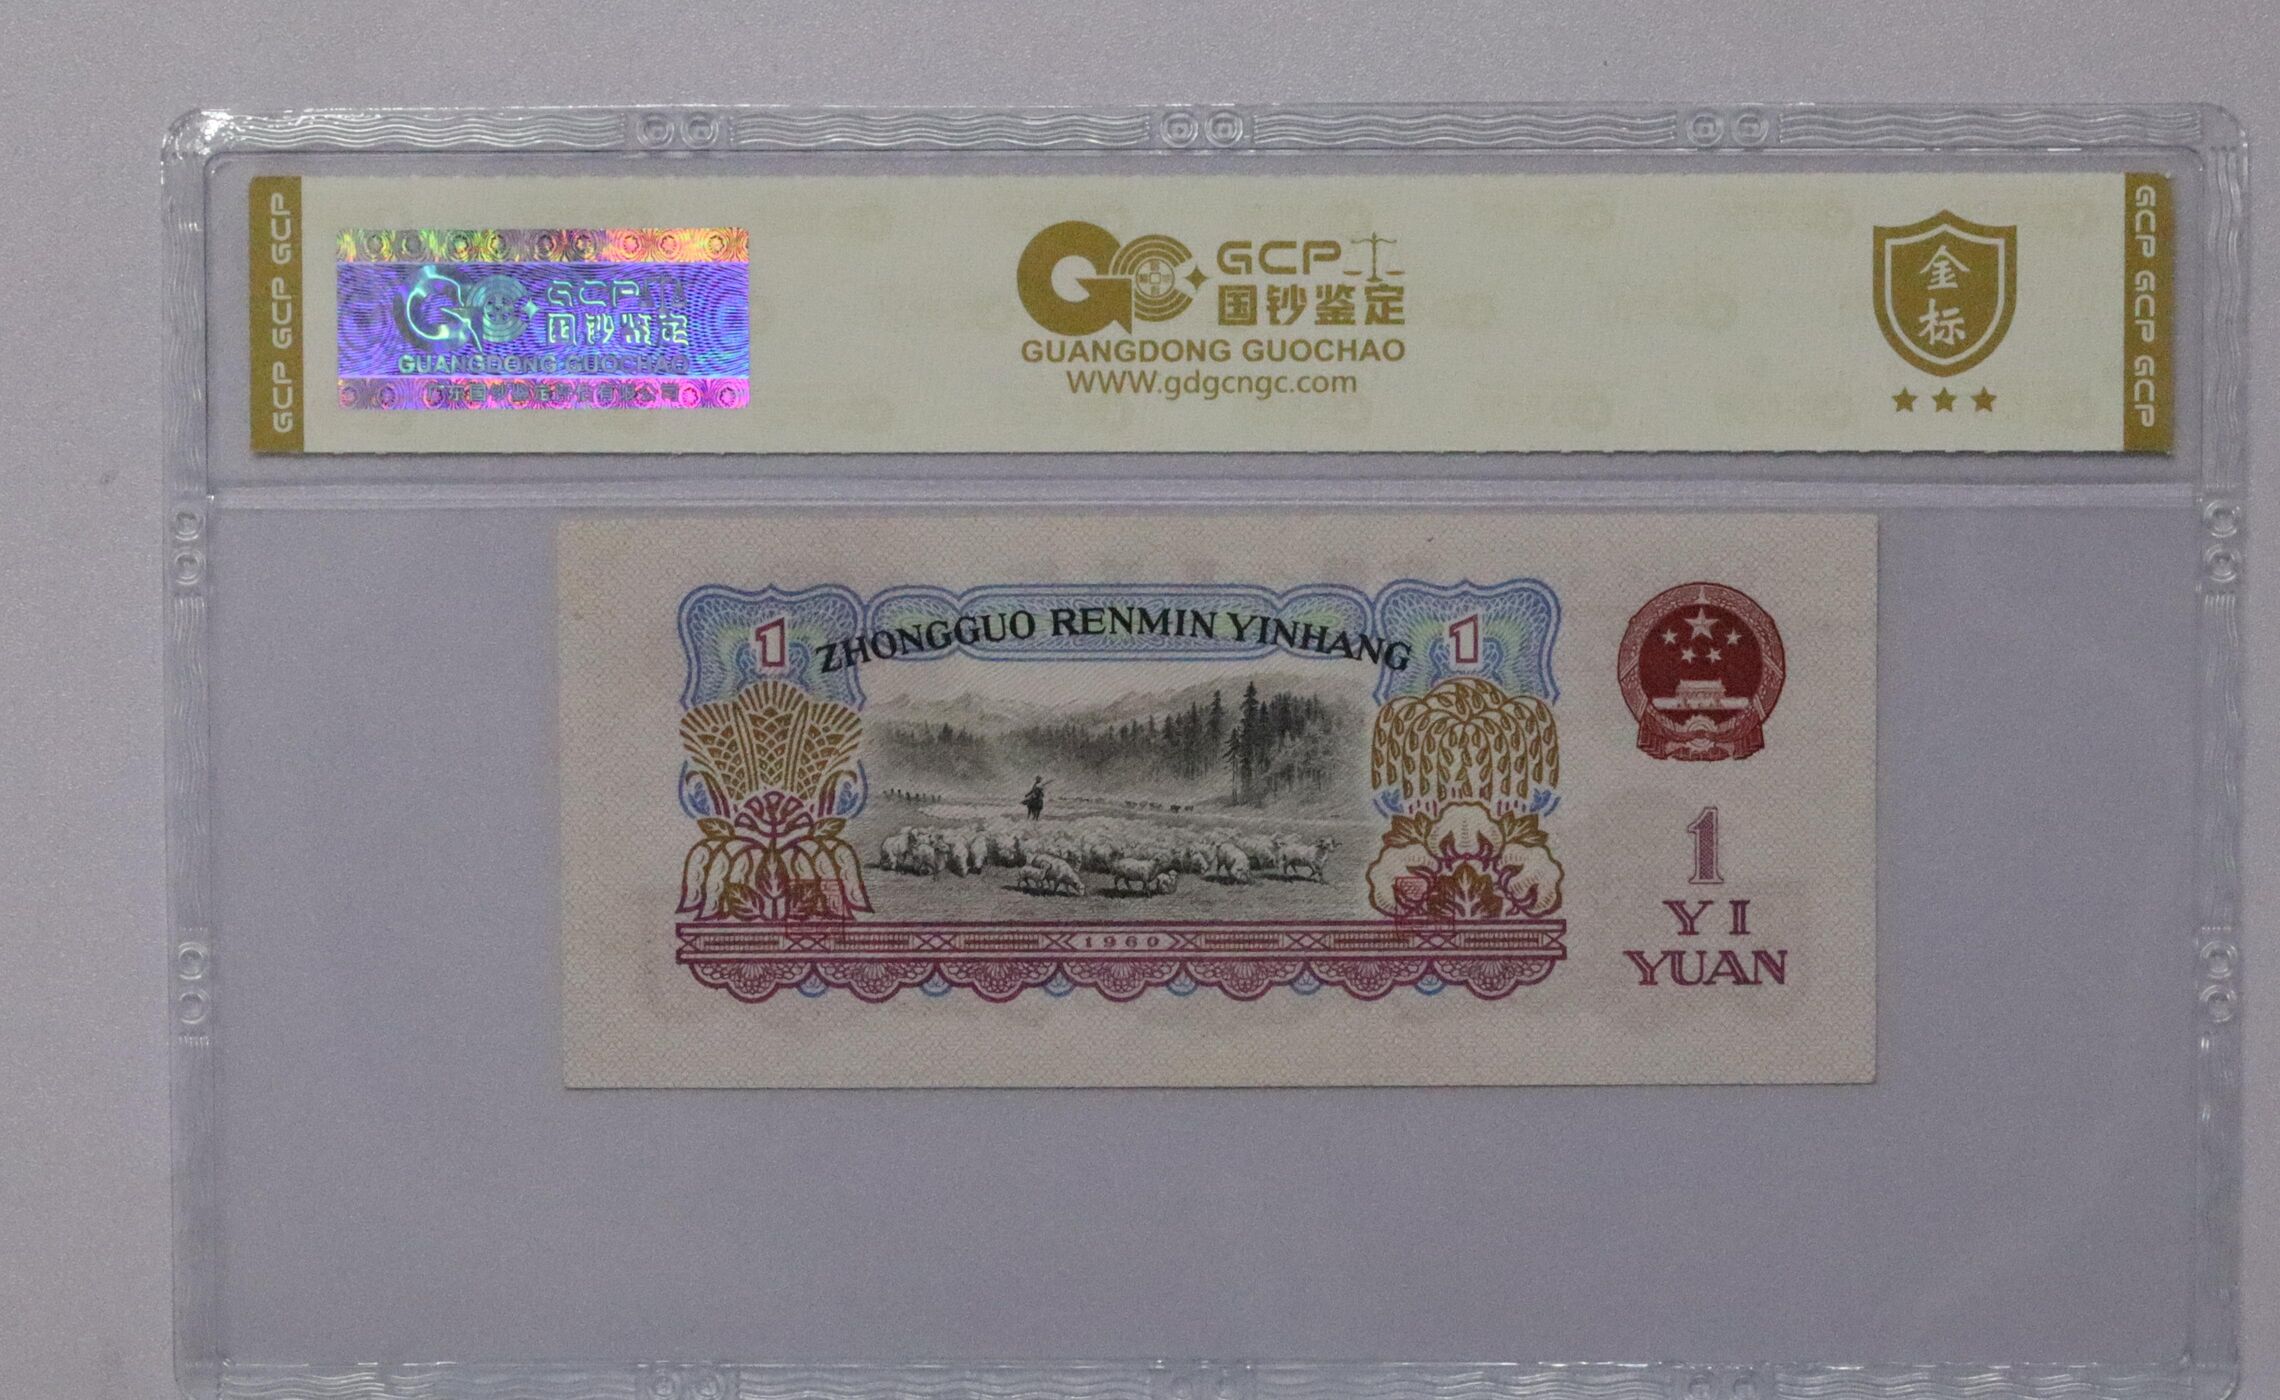 GCP GCP GCP
GCP
国钞鉴定
GUANGDONG GUOCHAO
GCP
国钞鉴定
GUANGDONG GUOCHAO
WWW.gdgcngc.com
金标
GCP GCP GCP
1
ZHONGGUO RENMIN YINHANG
1
1960
1
YI
YUAN